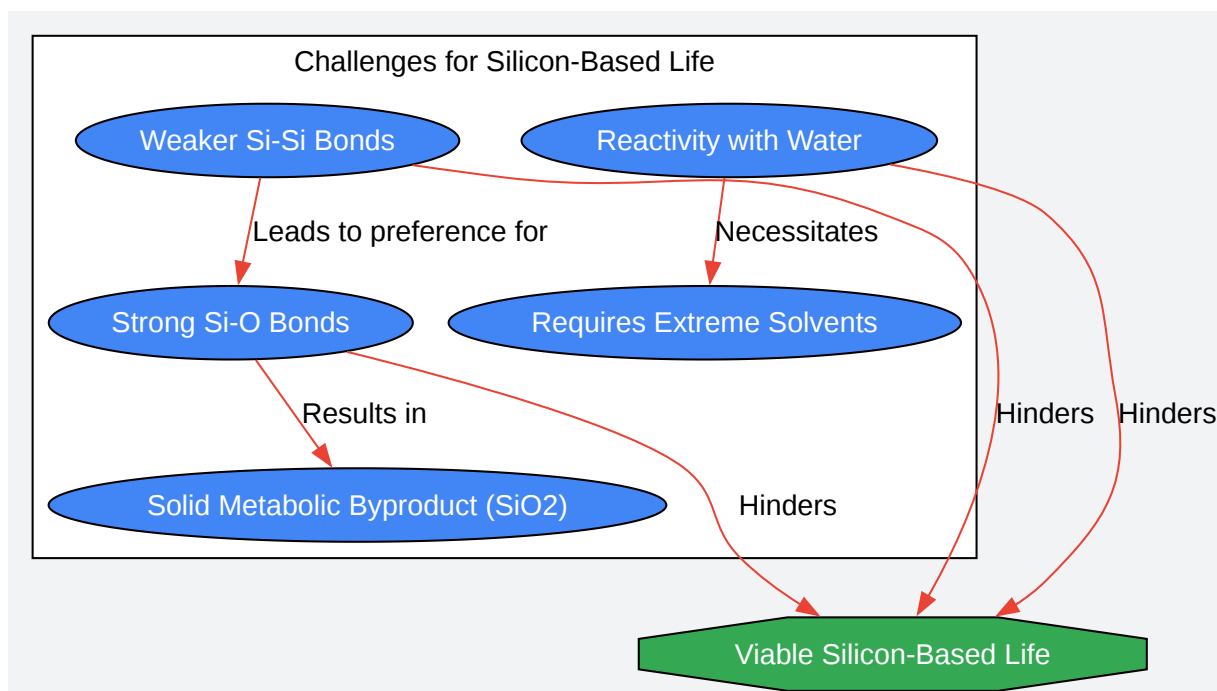 Challenges for Silicon-Based Life
Weaker Si-Si Bonds
Reactivity with Water
Leads to preference for
Necessitates
Strong Si-O Bonds
Requires Extreme Solvents
Results in
Hinders
Hinders
Solid Metabolic Byproduct (SiO2)
Hinders
Viable Silicon-Based Life